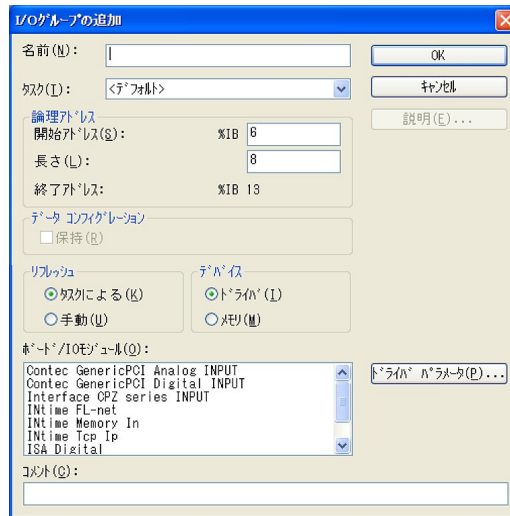 I/Oｸﾞﾙｰﾌﾟの追加
名前(N):
OK
ﾀｽｸ(T): <ﾃﾞﾌｫﾙﾄ>
ｷｬﾝｾﾙ
説明(E)...
論理ｱﾄﾞﾚｽ
開始ｱﾄﾞﾚｽ(S): %IB 6
長さ(L): 8
終了ｱﾄﾞﾚｽ: %IB 13
ﾃﾞｰﾀ ｺﾝﾌｨｸﾞﾚｰｼｮﾝ
保持(R)
ﾘﾌﾚｯｼｭ
ﾀｽｸによる(K)
手動(U)
ﾃﾞﾊﾞｲｽ
ﾄﾞﾗｲﾊﾞ(I)
ﾒﾓﾘ(M)
ﾎﾞｰﾄﾞ/IOﾓｼﾞｭｰﾙ(O):
Contec GenericPCI Analog INPUT
Contec GenericPCI Digital INPUT
Interface CPZ series INPUT
INtime FL-net
INtime Memory In
INtime Tcp Ip
ISA Digital
ﾄﾞﾗｲﾊﾞ ﾊﾟﾗﾒｰﾀ(P)...
ｺﾒﾝﾄ(C):